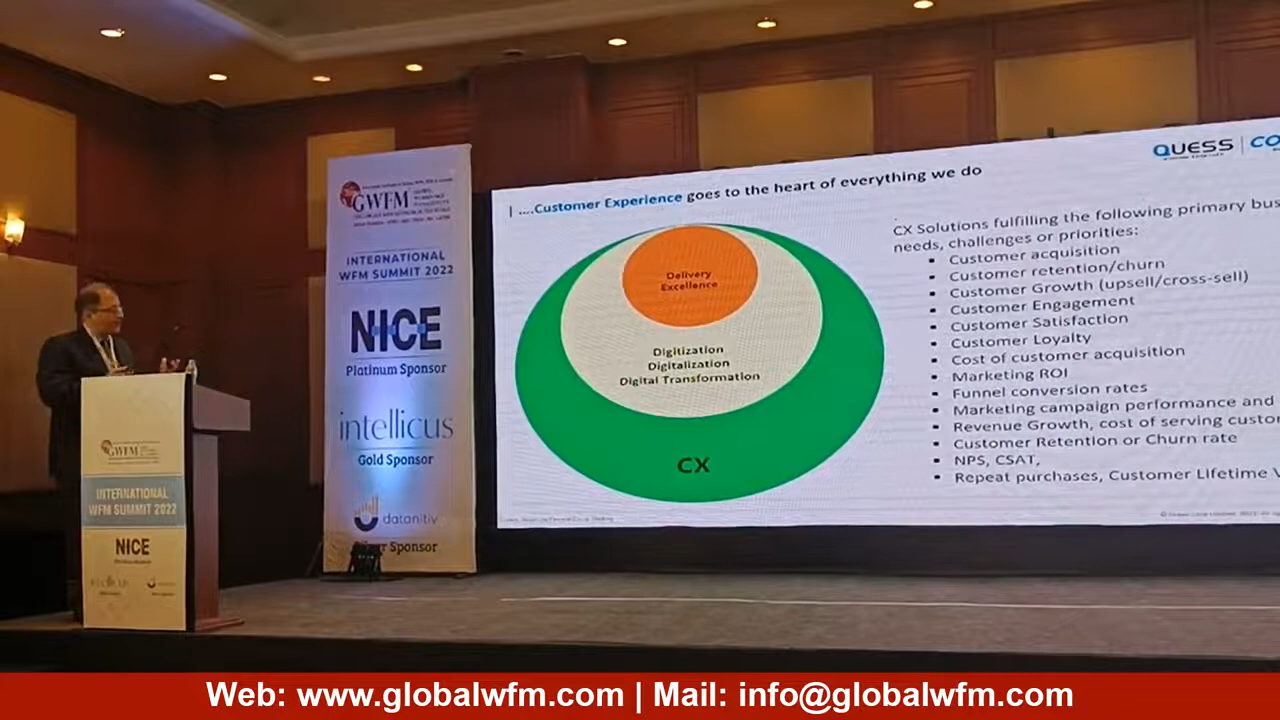 GWFM
INTERNATIONAL
WFM SUMMIT 2022
NICE
Platinum Sponsor
intellicus
Gold Sponsor
datanitiv
Sponsor
GWFM
INTERNATIONAL
WFM SUMMIT 2022
NICE
QUESS | CO
| ....Customer Experience goes to the heart of everything we do
Delivery
Excellence
Digitization
Digitalization
Digital Transformation
CX
CX Solutions fulfilling the following primary bus
needs, challenges or priorities:
▪ Customer acquisition
▪ Customer retention/churn
▪ Customer Growth (upsell/cross-sell)
▪ Customer Engagement
▪ Customer Satisfaction
▪ Customer Loyalty
▪ Cost of customer acquisition
▪ Marketing ROI
▪ Funnel conversion rates
▪ Marketing campaign performance and
▪ Revenue Growth, cost of serving custo
▪ Customer Retention or Churn rate
▪ NPS, CSAT,
▪ Repeat purchases, Customer Lifetime
Web: www.globalwfm.com | Mail: info@globalwfm.com